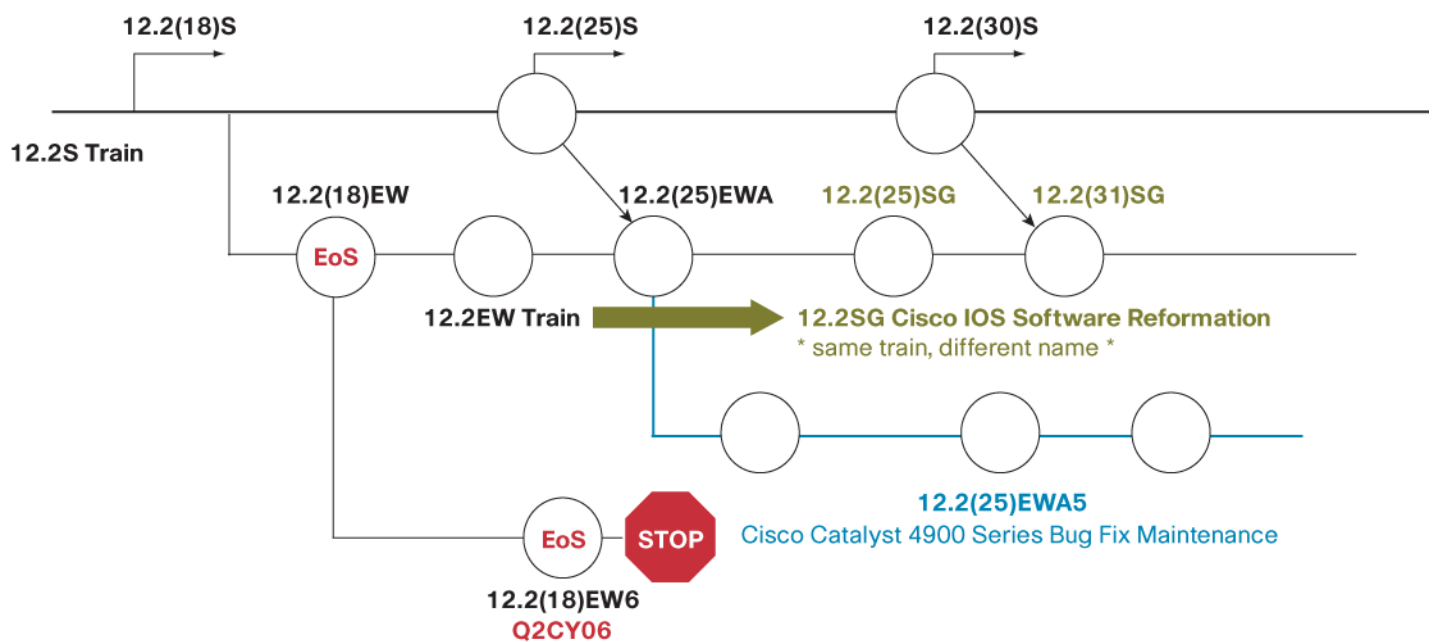 12.2(18)S
12.2(25)S
12.2(30)S
12.2S Train
12.2(18)EW
12.2(25)EWA
12.2(25)SG
12.2(31)SG
EoS
12.2EW Train
12.2SG Cisco IOS Software Reformation
* same train, different name *
12.2(25)EWA5
Cisco Catalyst 4900 Series Bug Fix Maintenance
EoS
STOP
12.2(18)EW6
Q2CY06